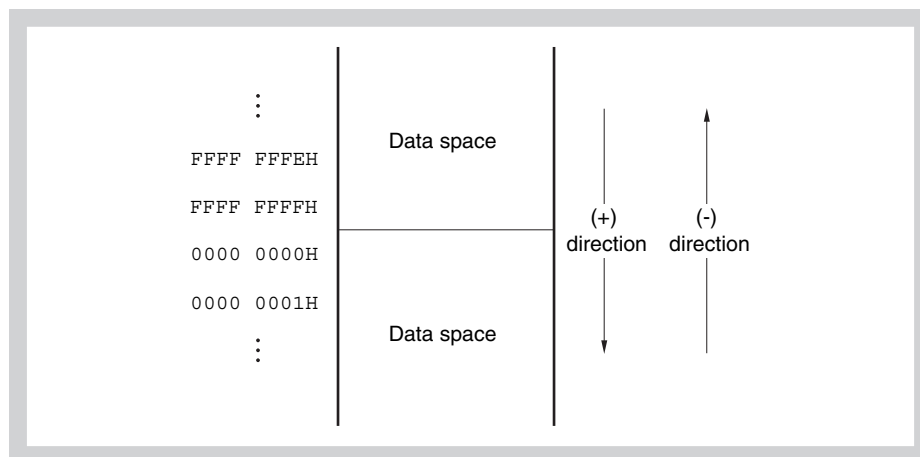 ⋮
FFFF FFFEH
FFFF FFFFH
0000 0000H
0000 0001H
⋮
Data space
Data space
(+)
direction
(-)
direction